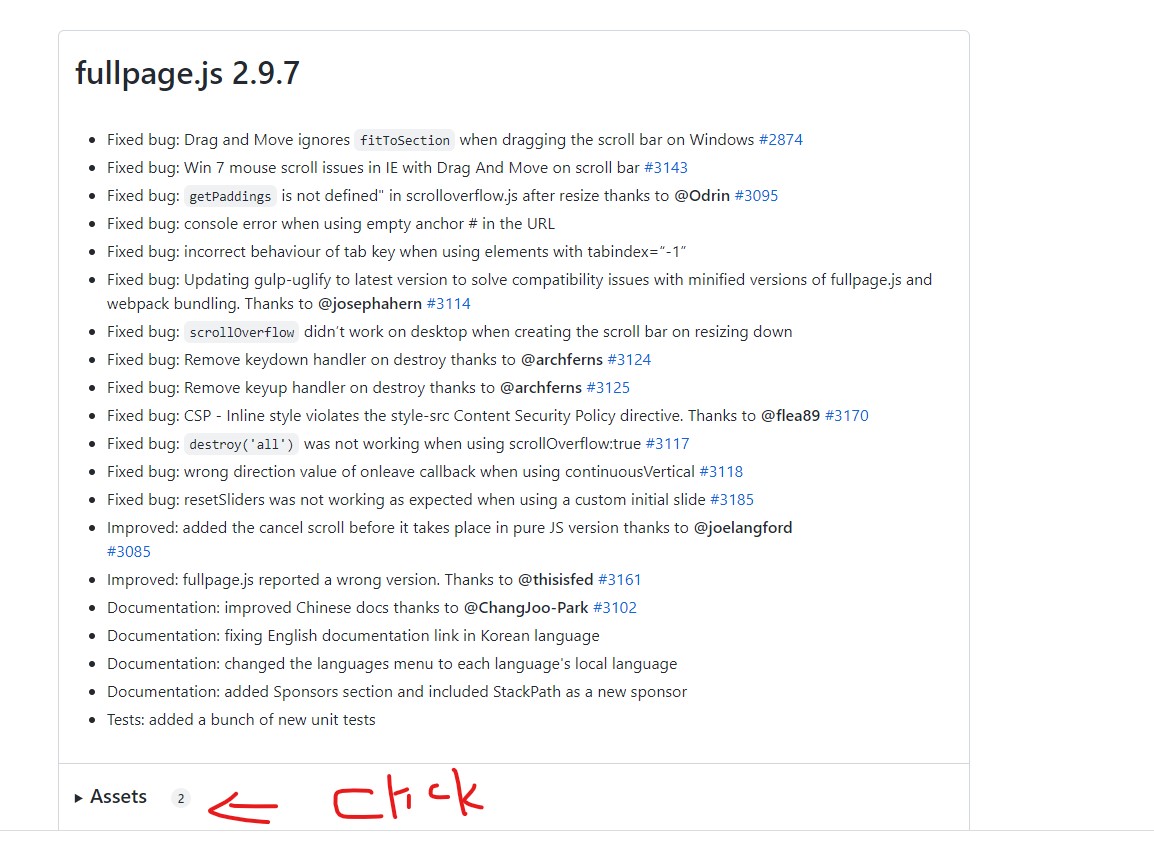 fullpage.js 2.9.7
Fixed bug: Drag and Move ignores fitToSection when dragging the scroll bar on Windows #2874
Fixed bug: Win 7 mouse scroll issues in IE with Drag And Move on scroll bar #3143
Fixed bug: getPaddings is not defined" in scrolloverflow.js after resize thanks to @Odrin #3095
Fixed bug: console error when using empty anchor # in the URL
Fixed bug: incorrect behaviour of tab key when using elements with tabindex="-1"
Fixed bug: Updating gulp-uglify to latest version to solve compatibility issues with minified versions of fullpage.js and
webpack bundling. Thanks to @josephahern #3114
Fixed bug: scrollOverflow didn't work on desktop when creating the scroll bar on resizing down
Fixed bug: Remove keydown handler on destroy thanks to @archferns #3124
Fixed bug: Remove keyup handler on destroy thanks to @archferns #3125
Fixed bug: CSP - Inline style violates the style-src Content Security Policy directive. Thanks to @flea89 #3170
Fixed bug: destroy('all') was not working when using scrollOverflow:true #3117
Fixed bug: wrong direction value of onleave callback when using continuousVertical #3118
Fixed bug: resetSliders was not working as expected when using a custom initial slide #3185
Improved: added the cancel scroll before it takes place in pure JS version thanks to @joelangford
#3085
Improved: fullpage.js reported a wrong version. Thanks to @thisisfed #3161
Documentation: improved Chinese docs thanks to @ChangJoo-Park #3102
Documentation: fixing English documentation link in Korean language
Documentation: changed the languages menu to each language's local language
Documentation: added Sponsors section and included StackPath as a new sponsor
Tests: added a bunch of new unit tests
Assets 2 click